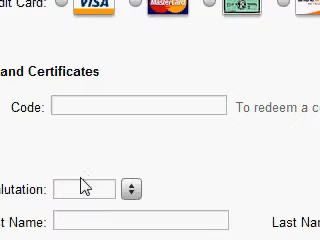 dit Card: VISA MasterCard
and Certificates
Code: To redeem a c
lutation:
t Name: Last Na